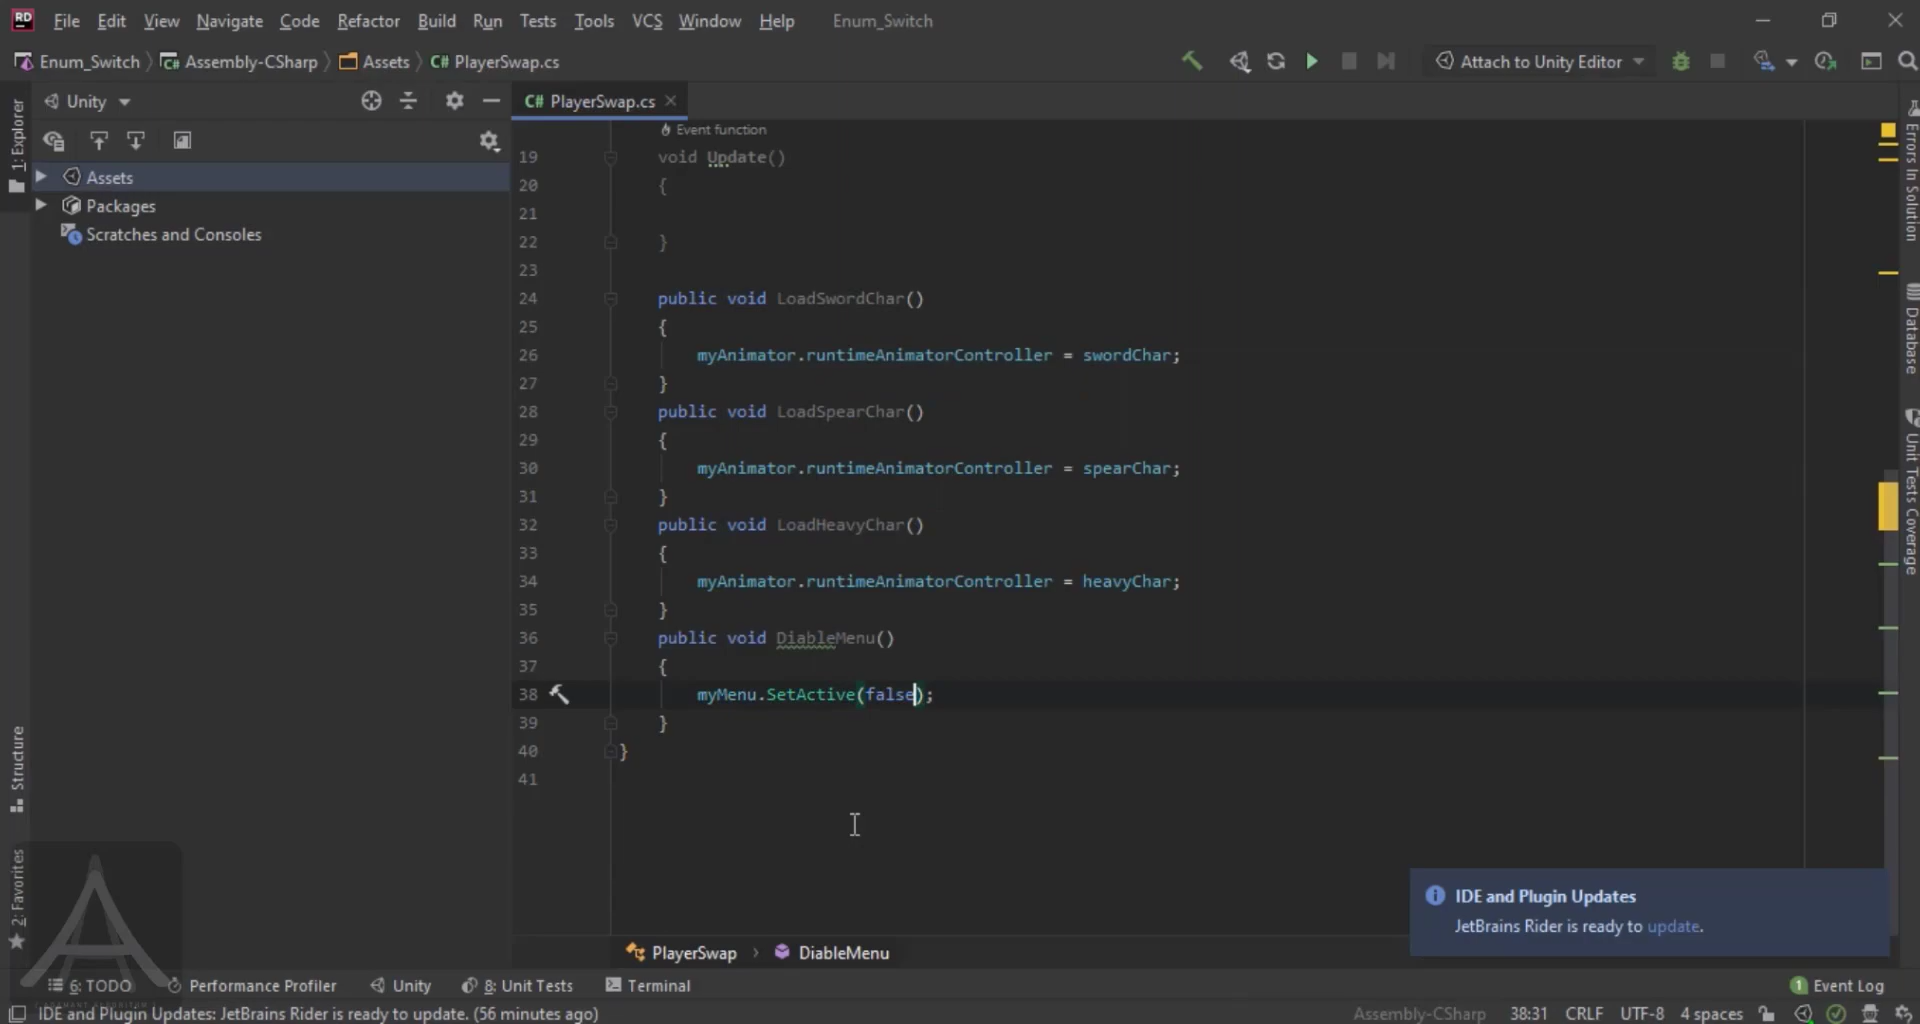 RD File Edit View Navigate Code Refactor Build Run Tests Tools VCS Window Help Enum_Switch
Enum_Switch Assembly-CSharp Assets C# PlayerSwap.cs Attach to Unity Editor
1: Explorer
Unity
C# PlayerSwap.cs
Assets
Packages
Scratches and Consoles
Event function
19 void Update()
20 {
21
22 }
23
24 public void LoadSwordChar()
25 {
26 myAnimator.runtimeAnimatorController = swordChar;
27 }
28 public void LoadSpearChar()
29 {
30 myAnimator.runtimeAnimatorController = spearChar;
31 }
32 public void LoadHeavyChar()
33 {
34 myAnimator.runtimeAnimatorController = heavyChar;
35 }
36 public void DiableMenu()
37 {
38 myMenu.SetActive(false);
39 }
40 }
41
Errors In Solution
Database
Unit Tests Coverage
Structure
2: Favorites
IDE and Plugin Updates
JetBrains Rider is ready to update.
PlayerSwap DiableMenu
6: TODO Performance Profiler Unity 8: Unit Tests Terminal 1 Event Log
IDE and Plugin Updates: JetBrains Rider is ready to update. (56 minutes ago) Assembly-CSharp 38:31 CRLF UTF-8 4 spaces